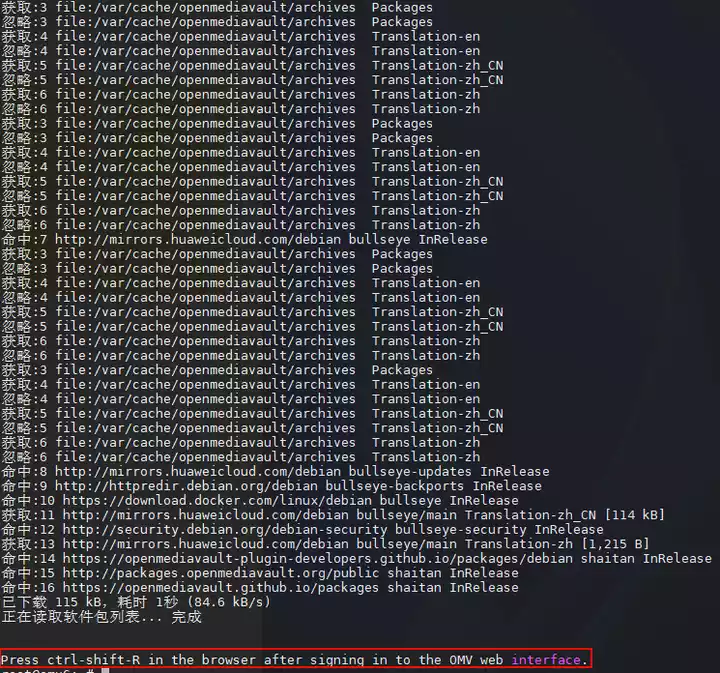 获取:3 file:/var/cache/openmediavault/archives  Packages
忽略:3 file:/var/cache/openmediavault/archives  Packages
获取:4 file:/var/cache/openmediavault/archives  Translation-en
忽略:4 file:/var/cache/openmediavault/archives  Translation-en
获取:5 file:/var/cache/openmediavault/archives  Translation-zh_CN
忽略:5 file:/var/cache/openmediavault/archives  Translation-zh_CN
获取:6 file:/var/cache/openmediavault/archives  Translation-zh
忽略:6 file:/var/cache/openmediavault/archives  Translation-zh
获取:3 file:/var/cache/openmediavault/archives  Packages
忽略:3 file:/var/cache/openmediavault/archives  Packages
获取:4 file:/var/cache/openmediavault/archives  Translation-en
忽略:4 file:/var/cache/openmediavault/archives  Translation-en
获取:5 file:/var/cache/openmediavault/archives  Translation-zh_CN
忽略:5 file:/var/cache/openmediavault/archives  Translation-zh_CN
获取:6 file:/var/cache/openmediavault/archives  Translation-zh
忽略:6 file:/var/cache/openmediavault/archives  Translation-zh
命中:7 http://mirrors.huaweicloud.com/debian bullseye InRelease
获取:3 file:/var/cache/openmediavault/archives  Packages
忽略:3 file:/var/cache/openmediavault/archives  Packages
获取:4 file:/var/cache/openmediavault/archives  Translation-en
忽略:4 file:/var/cache/openmediavault/archives  Translation-en
获取:5 file:/var/cache/openmediavault/archives  Translation-zh_CN
忽略:5 file:/var/cache/openmediavault/archives  Translation-zh_CN
获取:6 file:/var/cache/openmediavault/archives  Translation-zh
忽略:6 file:/var/cache/openmediavault/archives  Translation-zh
获取:3 file:/var/cache/openmediavault/archives  Packages
获取:4 file:/var/cache/openmediavault/archives  Translation-en
忽略:4 file:/var/cache/openmediavault/archives  Translation-en
获取:5 file:/var/cache/openmediavault/archives  Translation-zh_CN
忽略:5 file:/var/cache/openmediavault/archives  Translation-zh_CN
获取:6 file:/var/cache/openmediavault/archives  Translation-zh
忽略:6 file:/var/cache/openmediavault/archives  Translation-zh
命中:8 http://mirrors.huaweicloud.com/debian bullseye-updates InRelease
命中:9 http://httpredir.debian.org/debian bullseye-backports InRelease
命中:10 https://download.docker.com/linux/debian bullseye InRelease
获取:11 http://mirrors.huaweicloud.com/debian bullseye/main Translation-zh_CN [114 kB]
命中:12 http://security.debian.org/debian-security bullseye-security InRelease
获取:13 http://mirrors.huaweicloud.com/debian bullseye/main Translation-zh [1,215 B]
命中:14 https://openmediavault-plugin-developers.github.io/packages/debian shaitan InRelease
命中:15 http://packages.openmediavault.org/public shaitan InRelease
命中:16 https://openmediavault.github.io/packages shaitan InRelease
已下载 115 kB，耗时 1秒 (84.6 kB/s)
正在读取软件包列表... 完成
Press ctrl-shift-R in the browser after signing in to the OMV web interface.